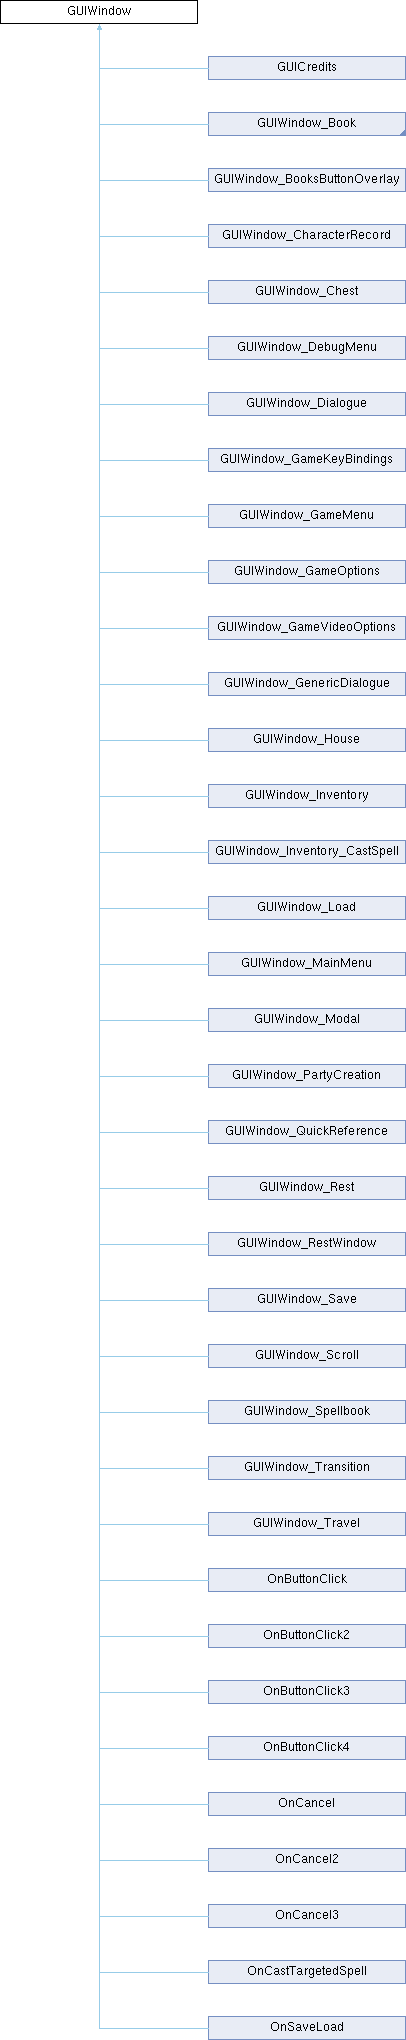 GUIWindow
GUICredits
GUIWindow_Book
GUIWindow_BooksButtonOverlay
GUIWindow_CharacterRecord
GUIWindow_Chest
GUIWindow_DebugMenu
GUIWindow_Dialogue
GUIWindow_GameKeyBindings
GUIWindow_GameMenu
GUIWindow_GameOptions
GUIWindow_GameVideoOptions
GUIWindow_GenericDialogue
GUIWindow_House
GUIWindow_Inventory
GUIWindow_Inventory_CastSpell
GUIWindow_Load
GUIWindow_MainMenu
GUIWindow_Modal
GUIWindow_PartyCreation
GUIWindow_QuickReference
GUIWindow_Rest
GUIWindow_RestWindow
GUIWindow_Save
GUIWindow_Scroll
GUIWindow_Spellbook
GUIWindow_Transition
GUIWindow_Travel
OnButtonClick
OnButtonClick2
OnButtonClick3
OnButtonClick4
OnCancel
OnCancel2
OnCancel3
OnCastTargetedSpell
OnSaveLoad